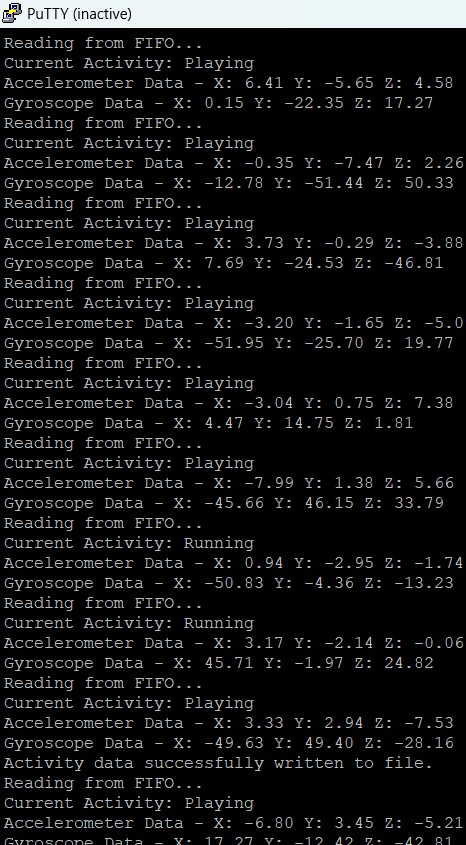 PuTTY (inactive)
Reading from FIFO...
Current Activity: Playing
Accelerometer Data - X: 6.41 Y: -5.65 Z: 4.58
Gyroscope Data - X: 0.15 Y: -22.35 Z: 17.27
Reading from FIFO...
Current Activity: Playing
Accelerometer Data - X: -0.35 Y: -7.47 Z: 2.26
Gyroscope Data - X: -12.78 Y: -51.44 Z: 50.33
Reading from FIFO...
Current Activity: Playing
Accelerometer Data - X: 3.73 Y: -0.29 Z: -3.88
Gyroscope Data - X: 7.69 Y: -24.53 Z: -46.81
Reading from FIFO...
Current Activity: Playing
Accelerometer Data - X: -3.20 Y: -1.65 Z: -5.0
Gyroscope Data - X: -51.95 Y: -25.70 Z: 19.77
Reading from FIFO...
Current Activity: Playing
Accelerometer Data - X: -3.04 Y: 0.75 Z: 7.38
Gyroscope Data - X: 4.47 Y: 14.75 Z: 1.81
Reading from FIFO...
Current Activity: Playing
Accelerometer Data - X: -7.99 Y: 1.38 Z: 5.66
Gyroscope Data - X: -45.66 Y: 46.15 Z: 33.79
Reading from FIFO...
Current Activity: Running
Accelerometer Data - X: 0.94 Y: -2.95 Z: -1.74
Gyroscope Data - X: -50.83 Y: -4.36 Z: -13.23
Reading from FIFO...
Current Activity: Running
Accelerometer Data - X: 3.17 Y: -2.14 Z: -0.06
Gyroscope Data - X: 45.71 Y: -1.97 Z: 24.82
Reading from FIFO...
Current Activity: Playing
Accelerometer Data - X: 3.33 Y: 2.94 Z: -7.53
Gyroscope Data - X: -49.63 Y: 49.40 Z: -28.16
Activity data successfully written to file.
Reading from FIFO...
Current Activity: Playing
Accelerometer Data - X: -6.80 Y: 3.45 Z: -5.21
Gyroscope Data - X: 17.27 Y: -12.42 Z: -42.81